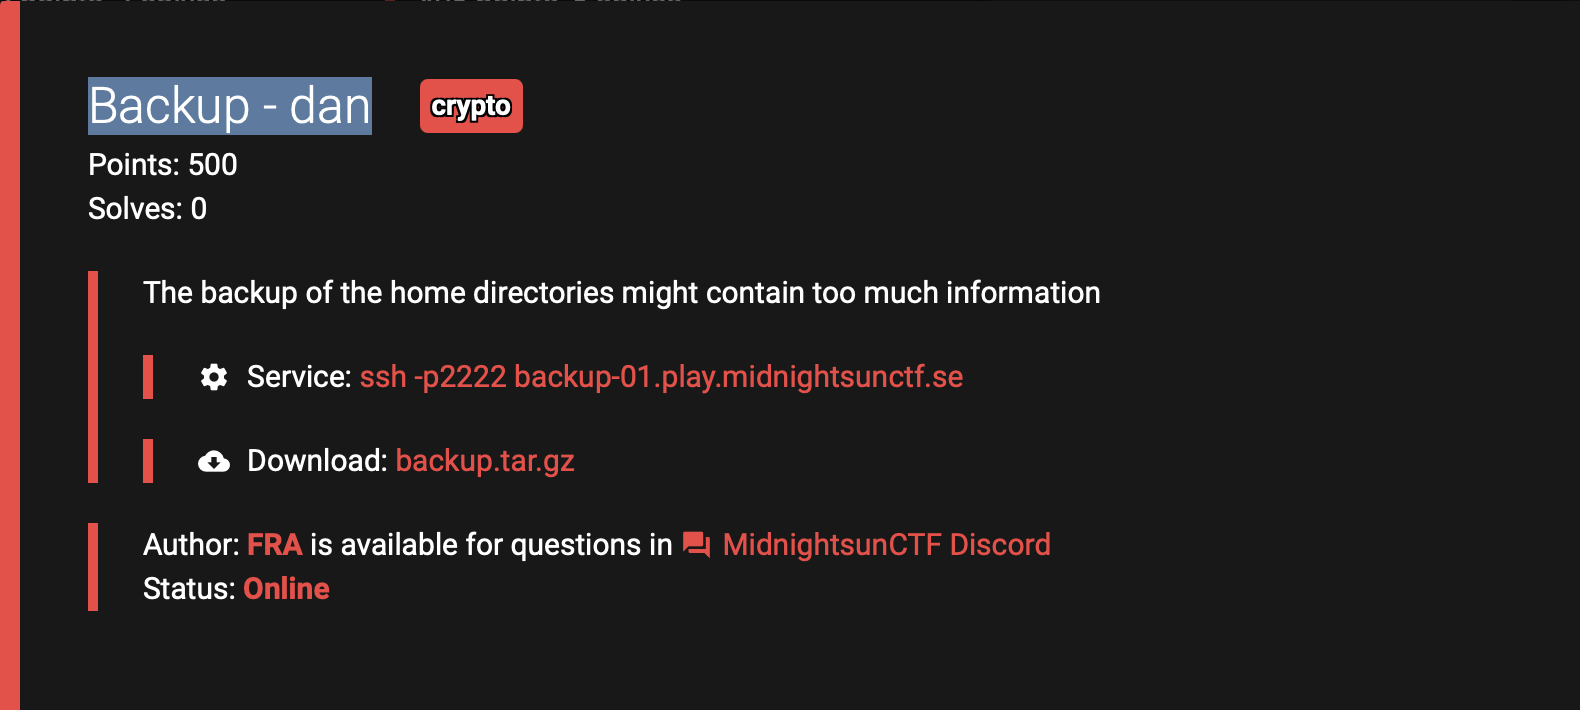 Backup - dan crypto
Points: 500
Solves: 0
The backup of the home directories might contain too much information
Service: ssh -p2222 backup-01.play.midnightsunctf.se
Download: backup.tar.gz
Author: FRA is available for questions in MidnightsunCTF Discord
Status: Online